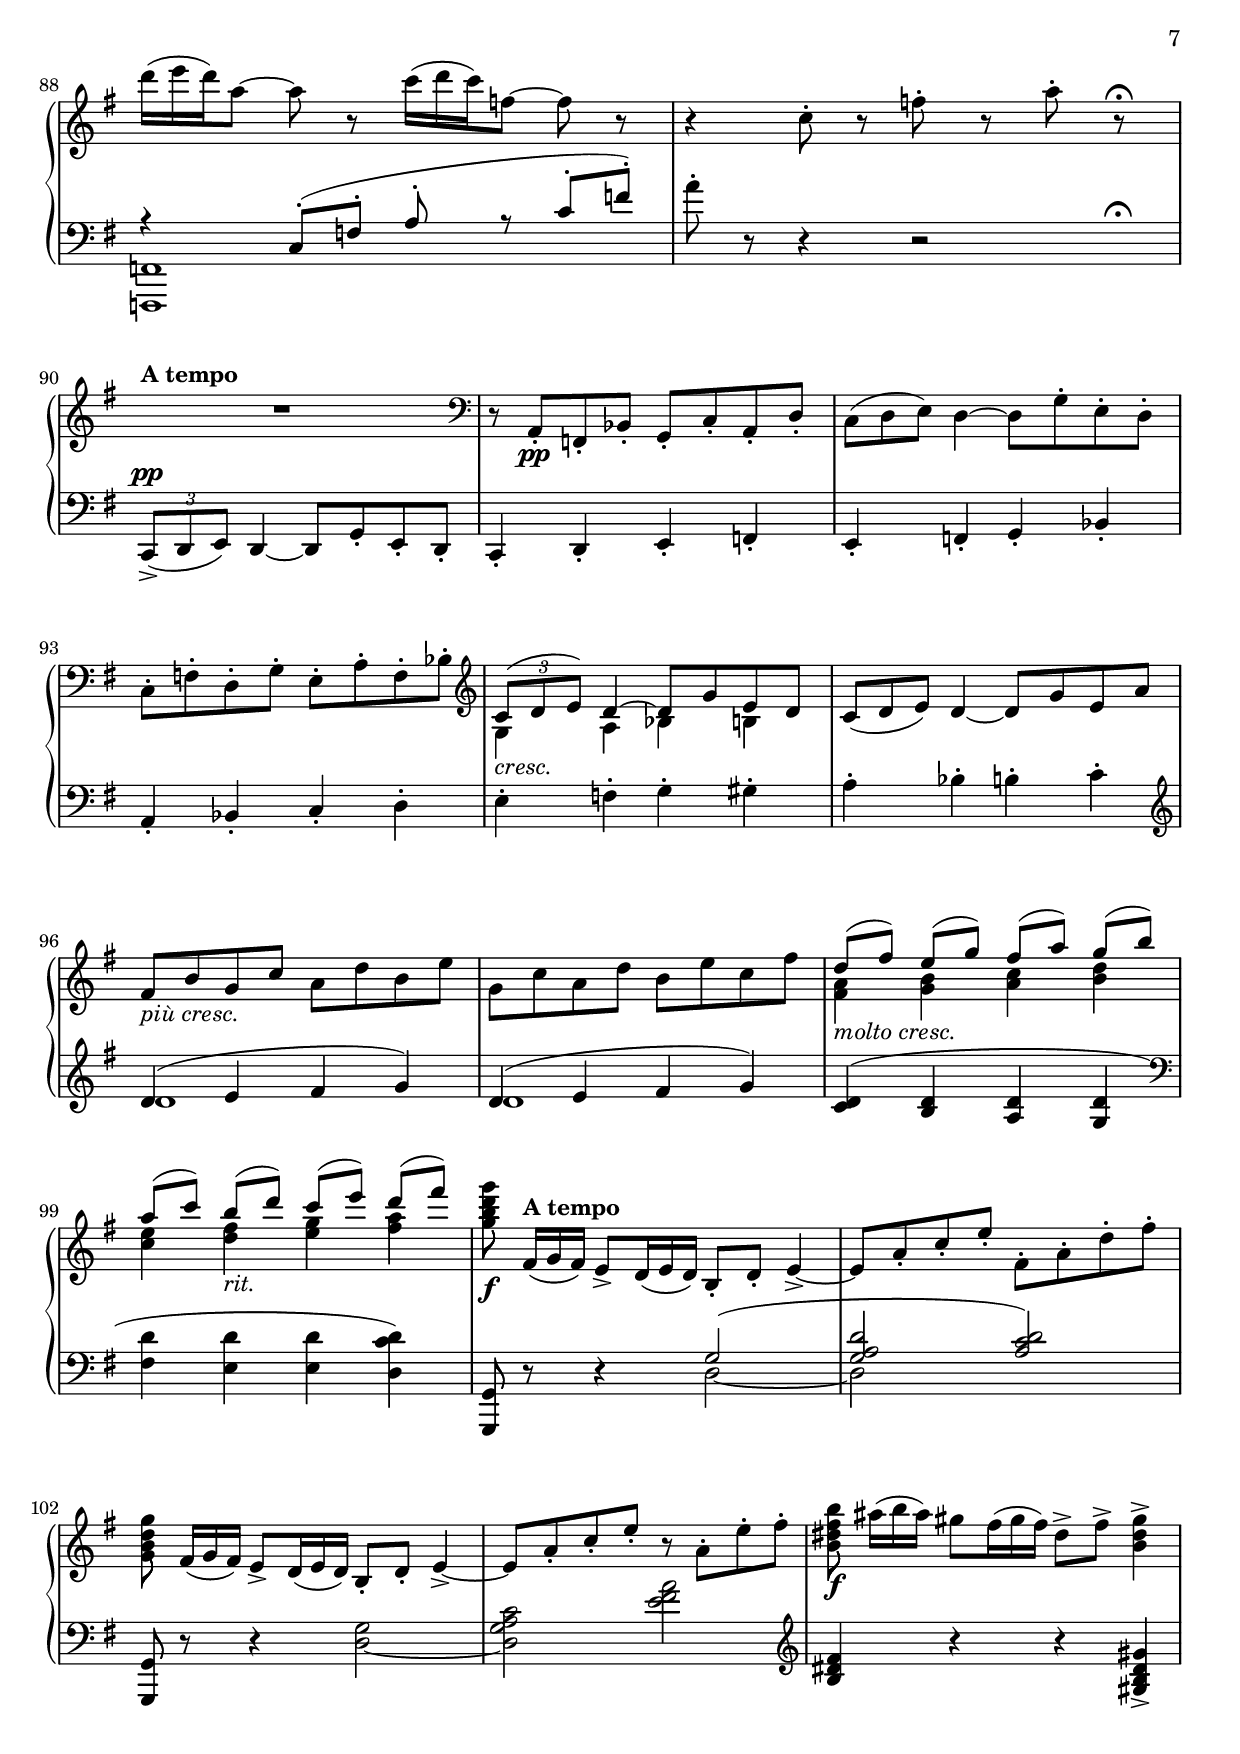 7
88
90
A tempo
pp
pp
3
93
3
cresc.
96
più cresc.
molto cresc.
99
rit.
A tempo
f
102
f